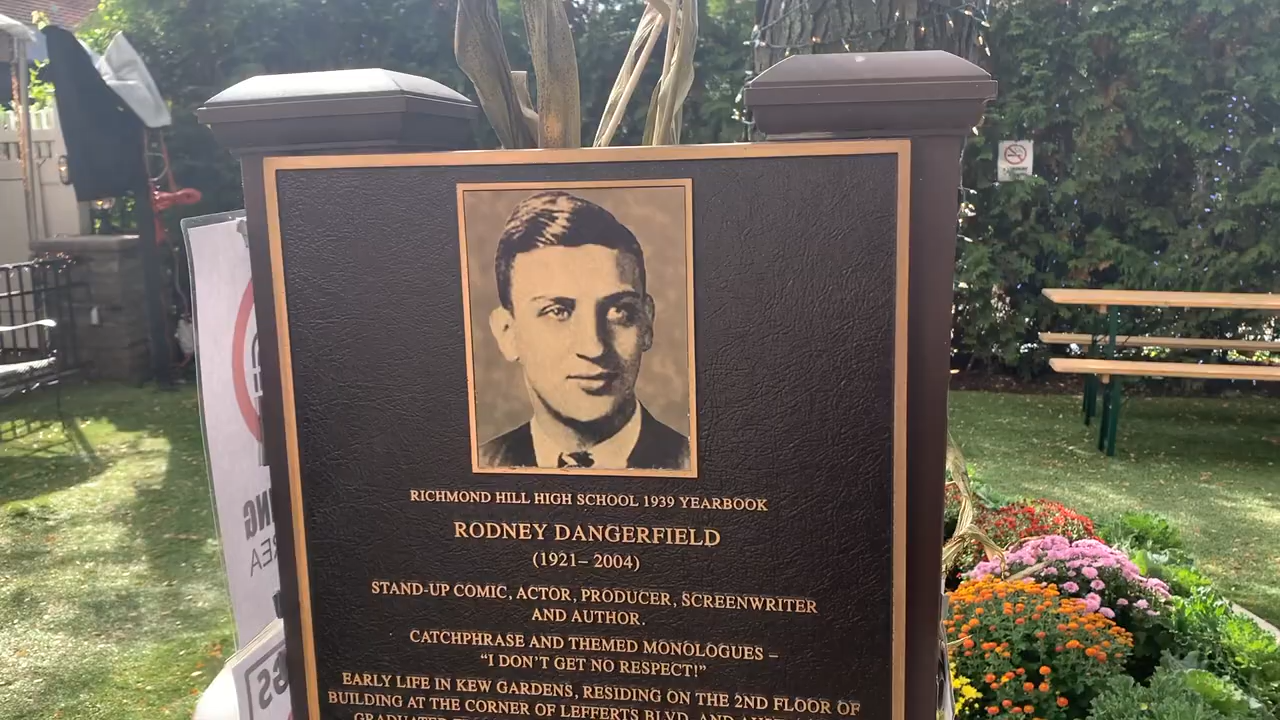 RICHMOND HILL HIGH SCHOOL 1939 YEARBOOK
RODNEY DANGERFIELD
(1921– 2004)
STAND-UP COMIC, ACTOR, PRODUCER, SCREENWRITER
AND AUTHOR.
CATCHPHRASE AND THEMED MONOLOGUES –
“I DON'T GET NO RESPECT!”
EARLY LIFE IN KEW GARDENS, RESIDING ON THE 2ND FLOOR OF
BUILDING AT THE CORNER OF LEFFERTS BLVD. AND
GRADUATED